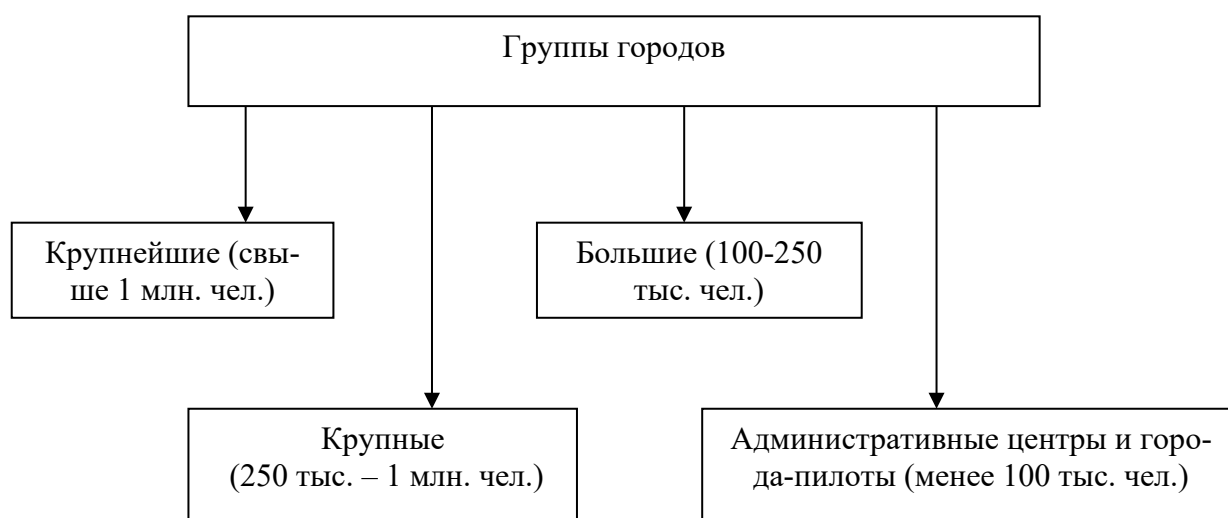 Группы городов
Крупнейшие (свы-
ше 1 млн. чел.)
Большие (100-250
тыс. чел.)
Крупные
(250 тыс. – 1 млн. чел.)
Административные центры и горо-
да-пилоты (менее 100 тыс. чел.)